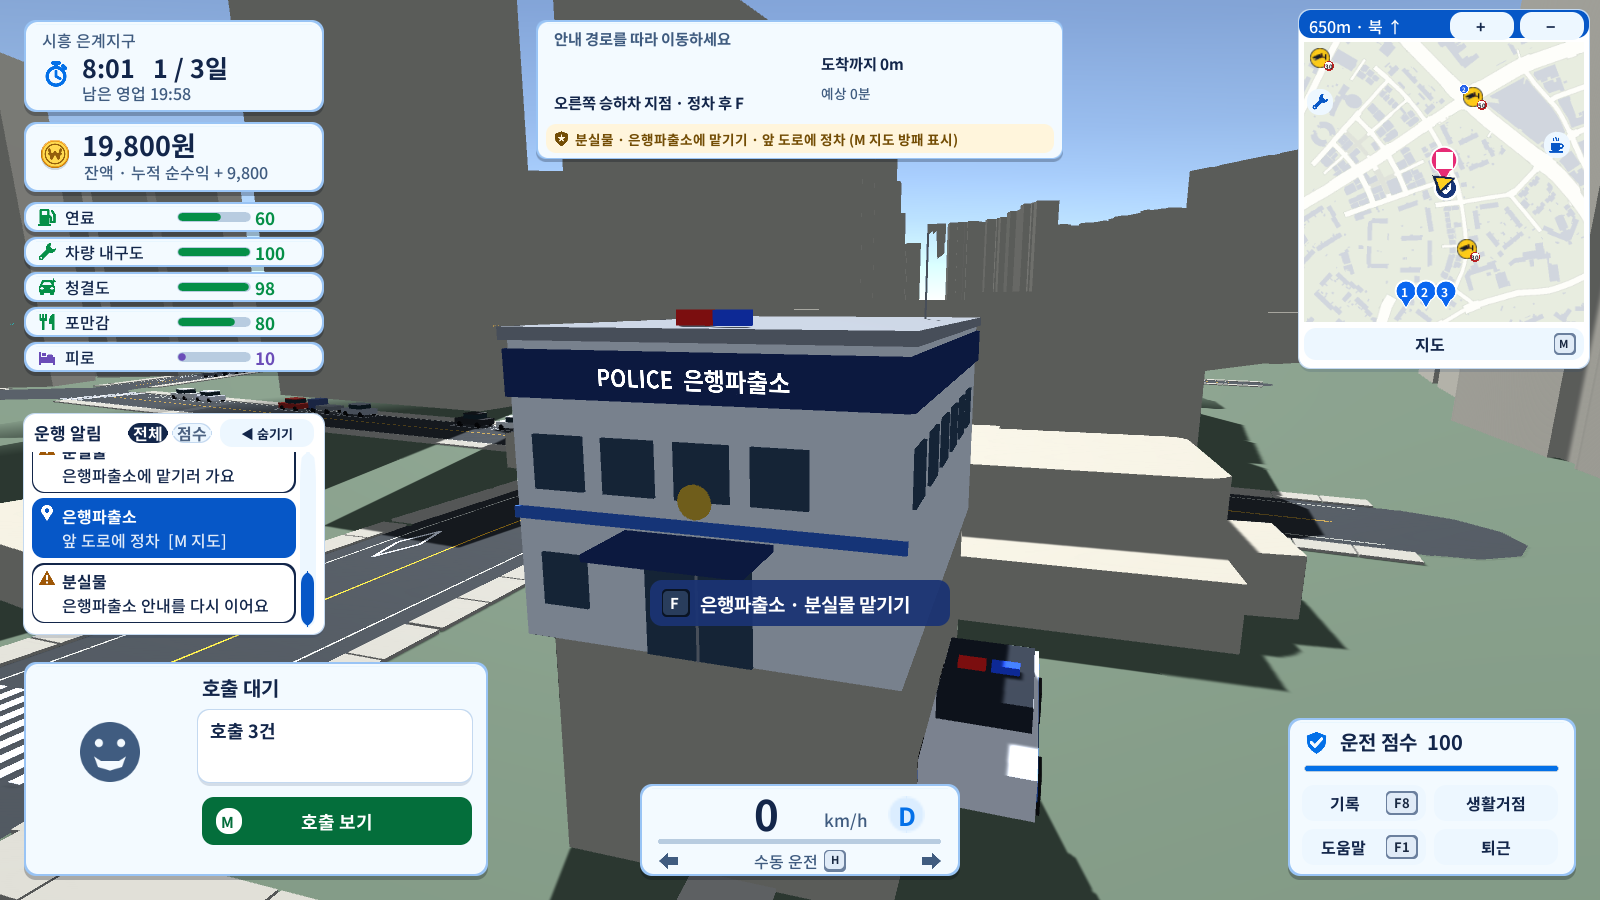 시흥 은계지구
8:01 1 / 3일
남은 영업 19:58
19,800원
잔액 · 누적 순수익 + 9,800
연료 60
차량 내구도 100
청결도 98
포만감 80
피로 10
운행 알림 전체 점수 ◀ 숨기기
은행파출소에 맡기러 가요
은행파출소
앞 도로에 정차 [M 지도]
분실물
은행파출소 안내를 다시 이어요
호출 대기
호출 3건
M 호출 보기
안내 경로를 따라 이동하세요
도착까지 0m
예상 0분
오른쪽 승하차 지점 · 정차 후 F
분실물 · 은행파출소에 맡기기 · 앞 도로에 정차 (M 지도 방패 표시)
POLICE 은행파출소
F 은행파출소 · 분실물 맡기기
0 km/h D
수동 운전 H
650m · 북 ↑ + −
1 2 3
지도 M
운전 점수 100
기록 F8 생활거점
도움말 F1 퇴근